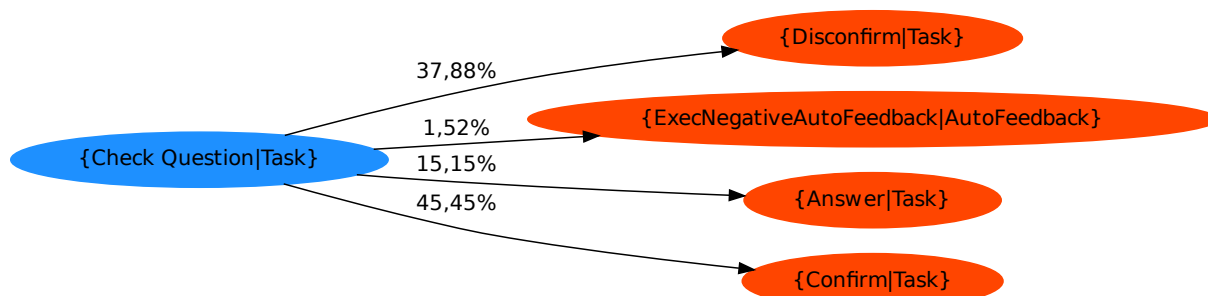 {Disconfirm|Task}
37,88%
{ExecNegativeAutoFeedback|AutoFeedback}
1,52%
{Check Question|Task}
15,15%
{Answer|Task}
45,45%
{Confirm|Task}